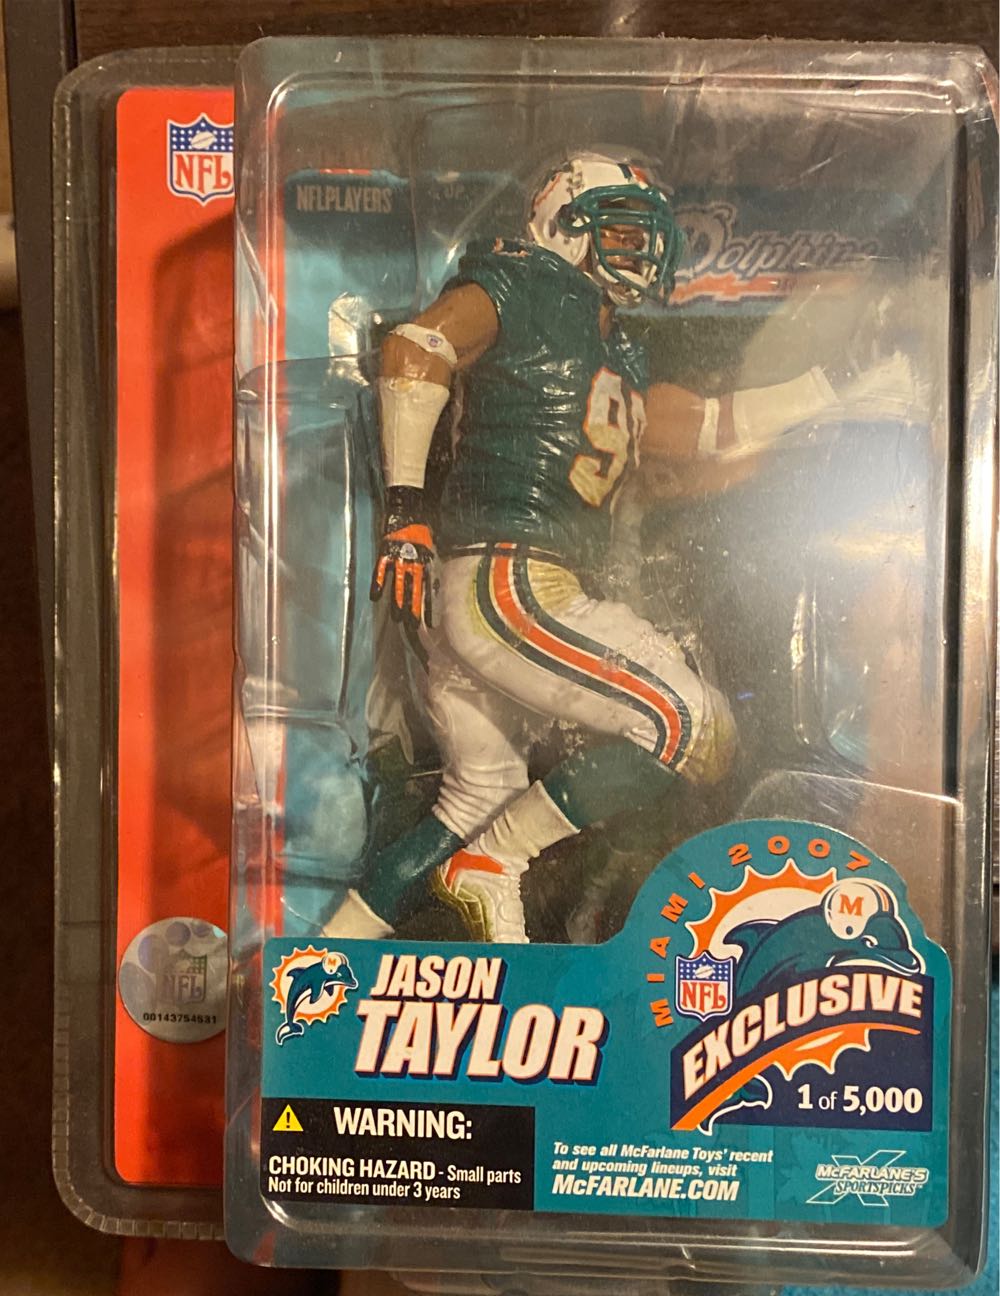 NFL
NFLPLAYERS
Dolphins
9
MIAMI 2007
M
NFL
EXCLUSIVE
1 of 5,000
NFL
00143754531
M
JASON
TAYLOR
WARNING:
CHOKING HAZARD - Small parts
Not for children under 3 years
To see all McFarlane Toys' recent
and upcoming lineups, visit
McFARLANE.COM
McFARLANE'S
SPORTSPICKS